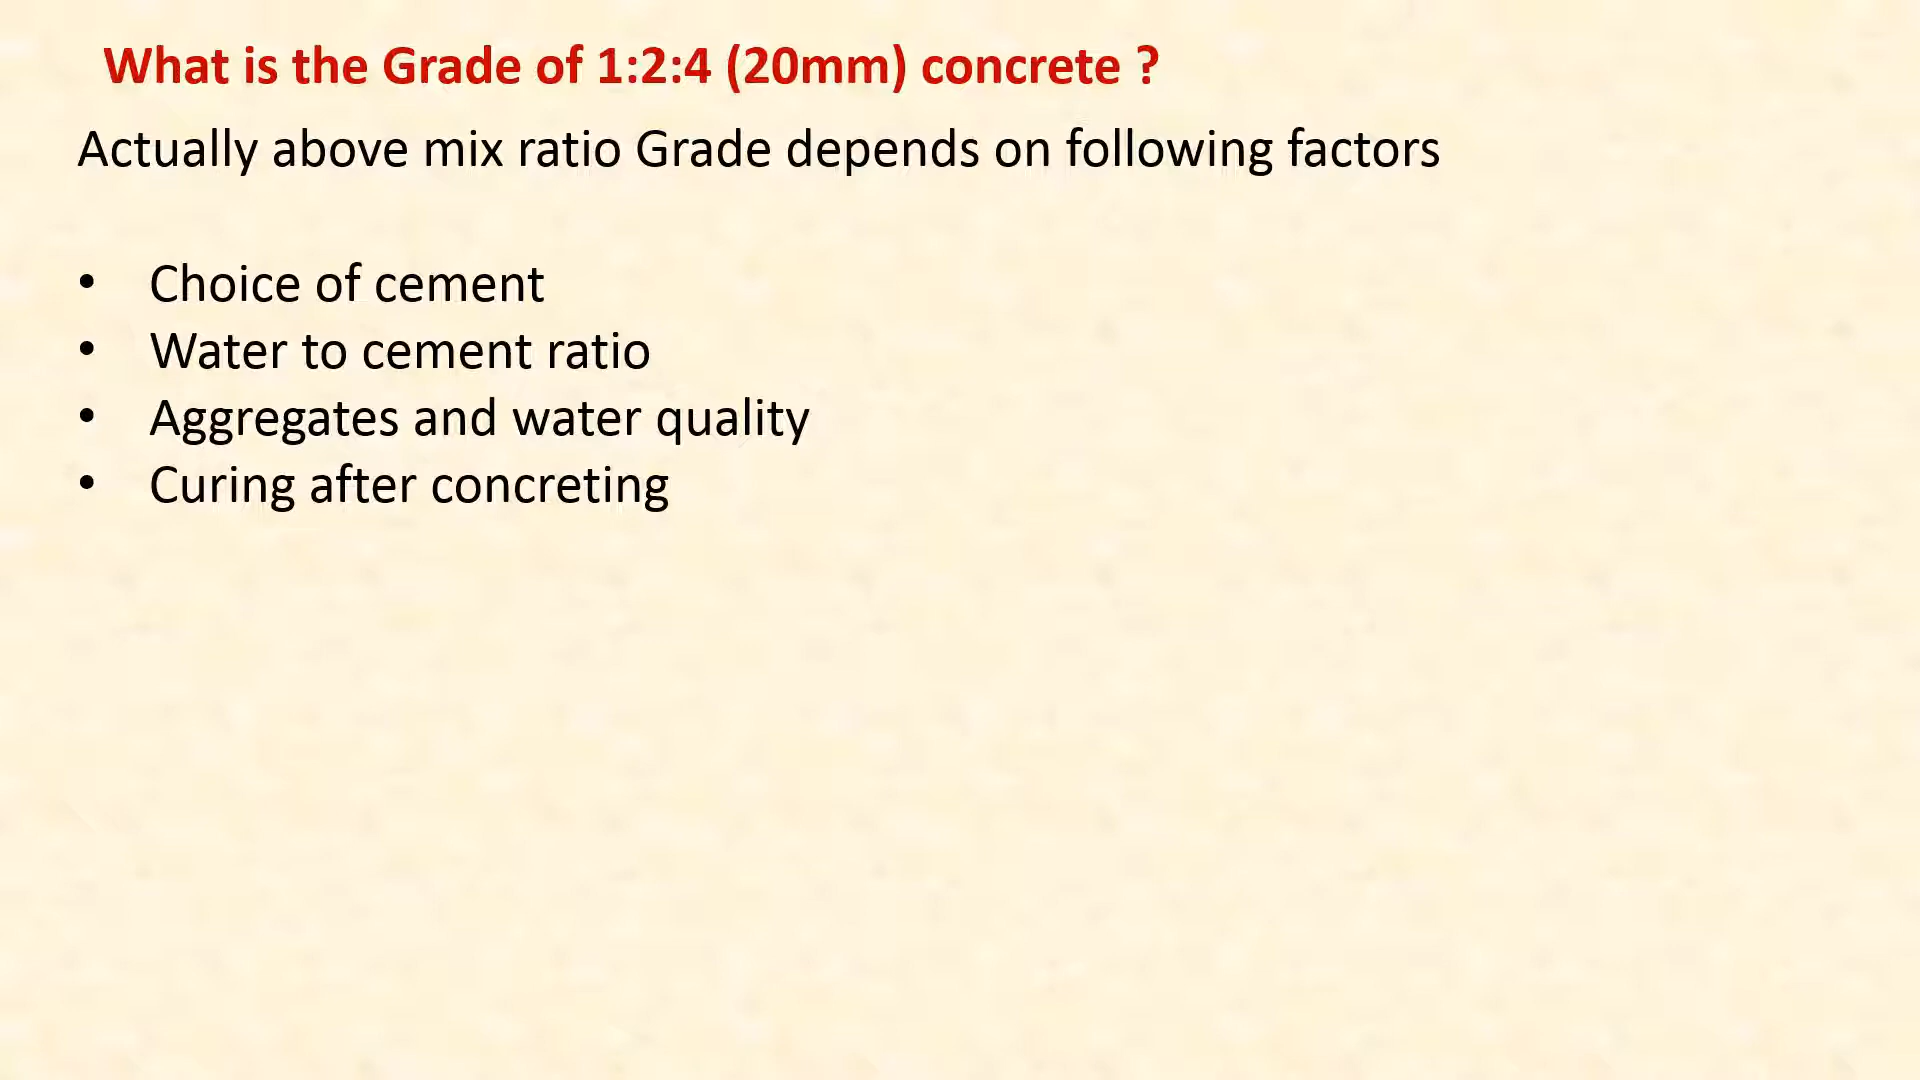 What is the Grade of 1:2:4 (20mm) concrete ?
Actually above mix ratio Grade depends on following factors
• Choice of cement
• Water to cement ratio
• Aggregates and water quality
• Curing after concreting